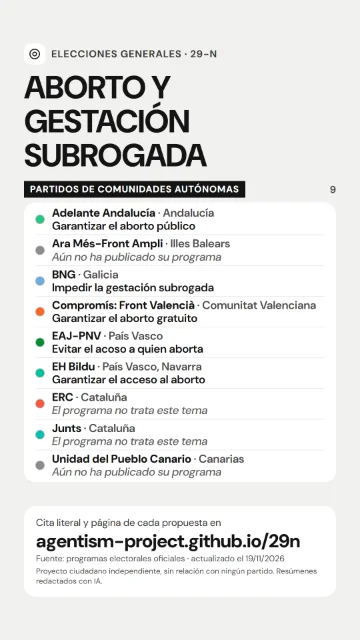 ELECCIONES GENERALES · 29-N
ABORTO Y
GESTACIÓN
SUBROGADA
PARTIDOS DE COMUNIDADES AUTÓNOMAS 9
Adelante Andalucía · Andalucía
Garantizar el aborto público
Ara Més-Front Ampli · Illes Balears
Aún no ha publicado su programa
BNG · Galicia
Impedir la gestación subrogada
Compromís: Front Valencià · Comunitat Valenciana
Garantizar el aborto gratuito
EAJ-PNV · País Vasco
Evitar el acoso a quien aborta
EH Bildu · País Vasco, Navarra
Garantizar el acceso al aborto
ERC · Cataluña
El programa no trata este tema
Junts · Cataluña
El programa no trata este tema
Unidad del Pueblo Canario · Canarias
Aún no ha publicado su programa
Cita literal y página de cada propuesta en
agentism-project.github.io/29n
Fuente: programas electorales oficiales · actualizado el 19/11/2026
Proyecto ciudadano independiente, sin relación con ningún partido. Resúmenes
redactados con IA.